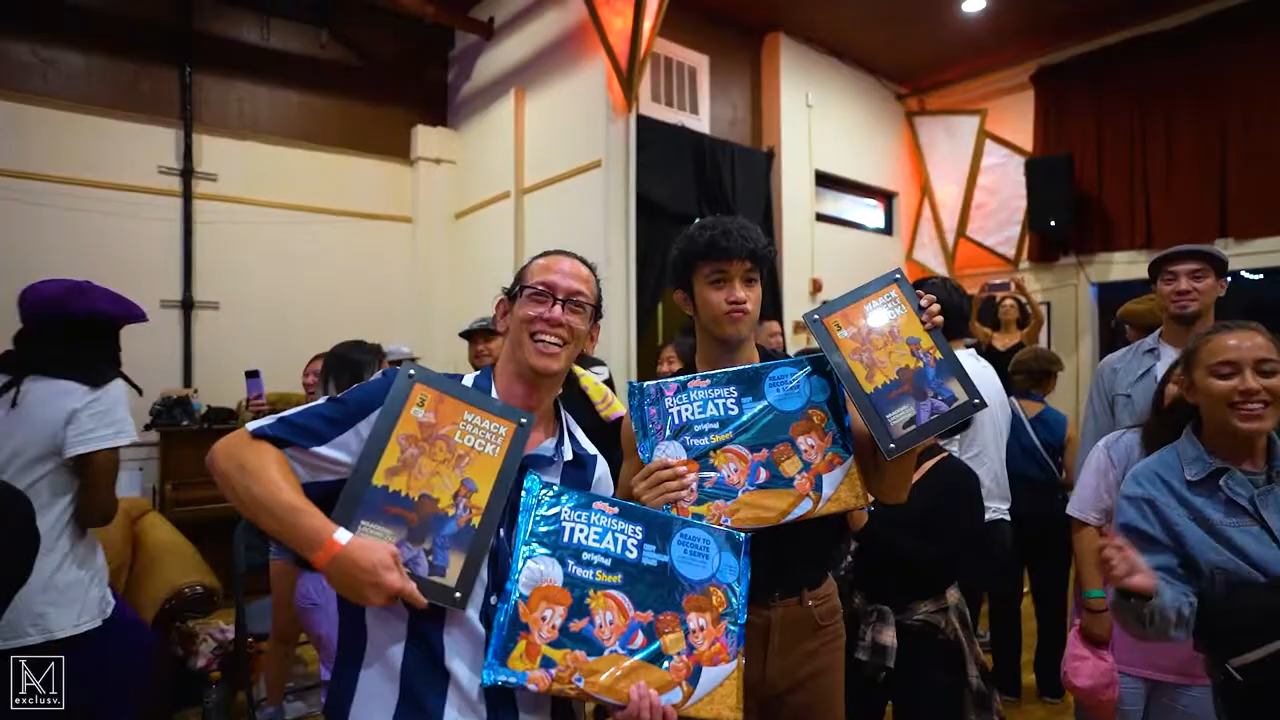 WAACK
CRACKLE
LOCK!
Kellogg's
RICE KRISPIES
TREATS
Original
Treat Sheet
READY TO
DECORATE
& SERVE
WAACK
CRACKLE
LOCK!
Kellogg's
RICE KRISPIES
TREATS
Original
Treat Sheet
READY TO
DECORATE
& SERVE
exclusv.